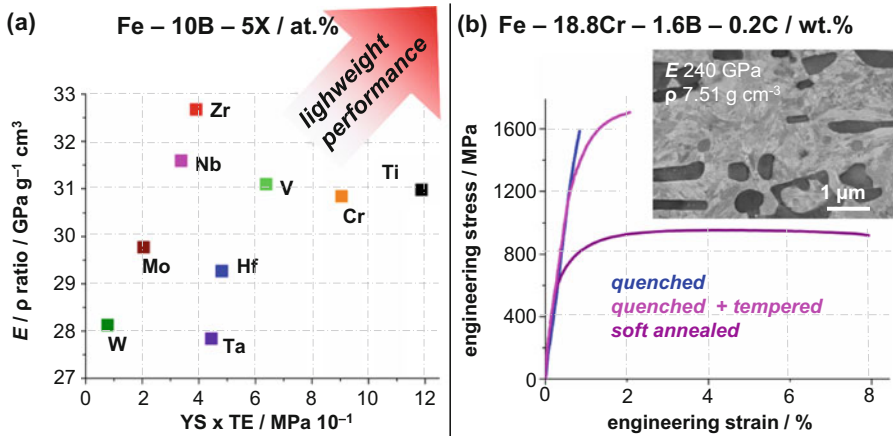 (a)
Fe – 10B – 5X / at.%
lighweight
performance
33
32
31
30
29
28
27
E / ρ ratio / GPa g⁻¹ cm³
Zr
Nb
V
Ti
Cr
Mo
Hf
W
Ta
0
2
4
6
8
10
12
YS x TE / MPa 10⁻¹
(b) Fe – 18.8Cr – 1.6B – 0.2C / wt.%
E 240 GPa
ρ 7.51 g cm⁻³
1 µm
1600
1200
800
400
0
engineering stress / MPa
quenched
quenched + tempered
soft annealed
0
2
4
6
8
engineering strain / %